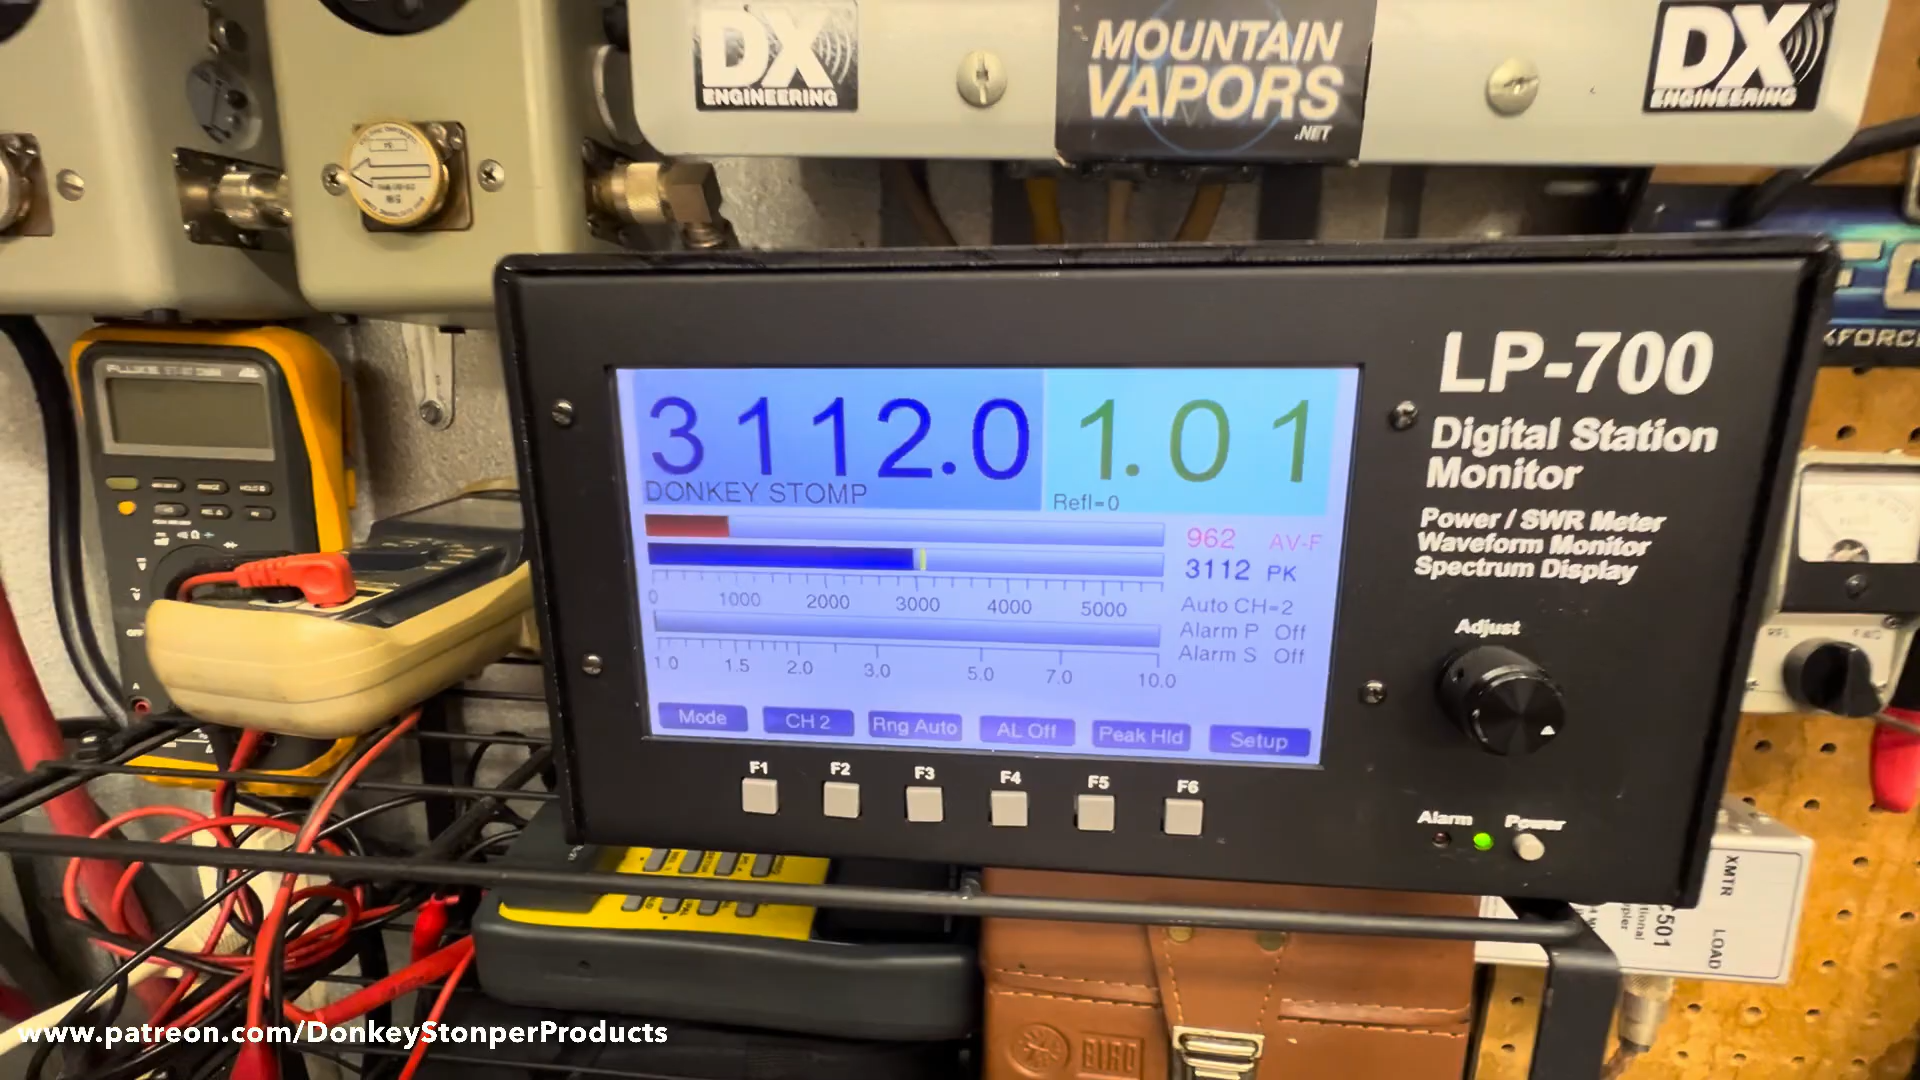 DX
ENGINEERING
MOUNTAIN
VAPORS
.NET
DX
ENGINEERING
FLUKE
LP-700
Digital Station
Monitor
Power / SWR Meter
Waveform Monitor
Spectrum Display
3112.0
DONKEY STOMP
1.01
Refl=0
962 AV-F
3112 PK
0 1000 2000 3000 4000 5000
Auto CH=2
Alarm P Off
Alarm S Off
1.0 1.5 2.0 3.0 5.0 7.0 10.0
Mode CH 2 Rng Auto AL Off Peak Hld Setup
F1 F2 F3 F4 F5 F6
Adjust
Alarm Power
XMTR
LOAD
BIRD
www.patreon.com/DonkeyStonperProducts